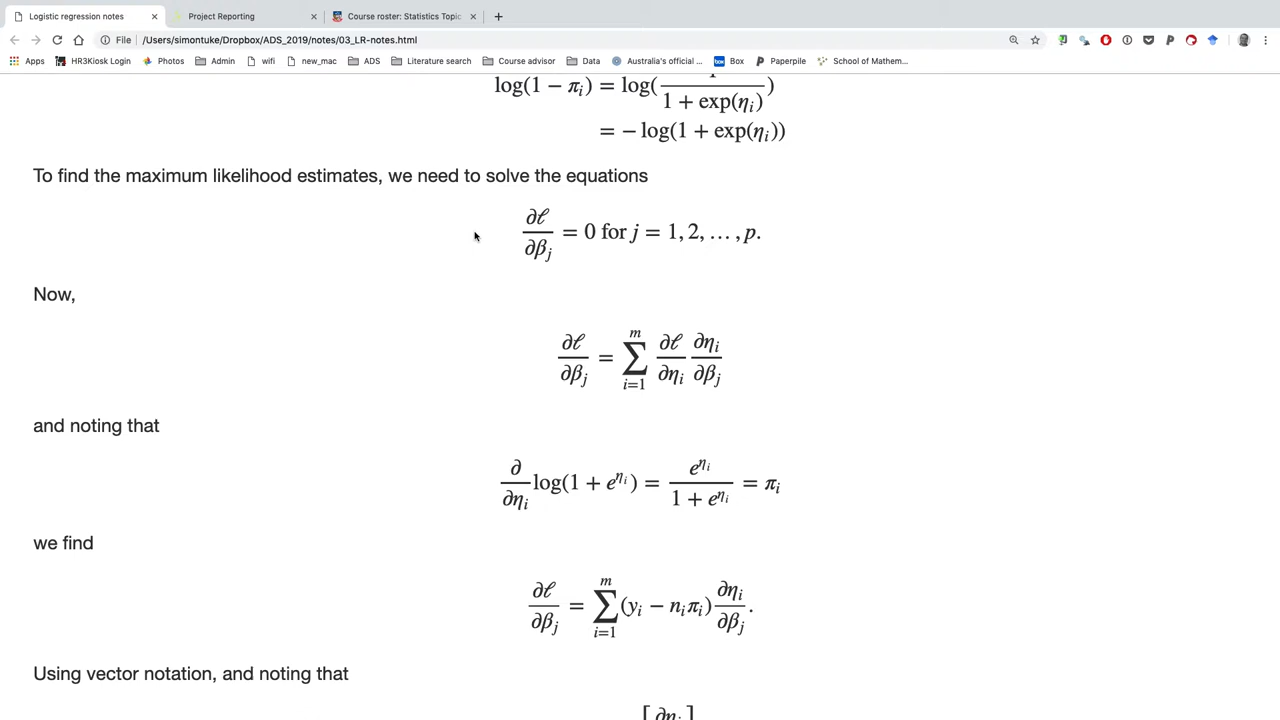 Logistic regression notes
Project Reporting
Course roster: Statistics Topic
File | /Users/simontuke/Dropbox/ADS_2019/notes/03_LR-notes.html
Apps HR3Kiosk Login Photos Admin wifi new_mac ADS Literature search Course advisor Data Australia's official ... Box Paperpile School of Mathem...
log(1 − πᵢ) = log(―/(1 + exp(ηᵢ)))
= − log(1 + exp(ηᵢ))
To find the maximum likelihood estimates, we need to solve the equations
∂ℓ/∂βⱼ = 0 for j = 1, 2, … , p.
Now,
∂ℓ/∂βⱼ = ∑ᵢ₌₁ᵐ ∂ℓ/∂ηᵢ ∂ηᵢ/∂βⱼ
and noting that
∂/∂ηᵢ log(1 + e^ηᵢ) = e^ηᵢ/(1 + e^ηᵢ) = πᵢ
we find
∂ℓ/∂βⱼ = ∑ᵢ₌₁ᵐ (yᵢ − nᵢπᵢ) ∂ηᵢ/∂βⱼ.
Using vector notation, and noting that